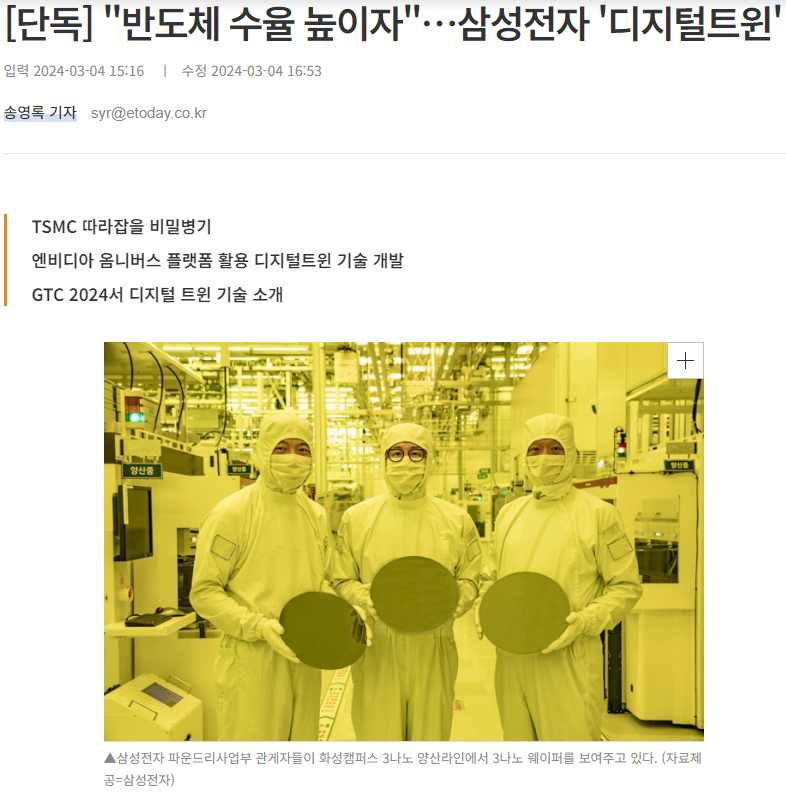 [단독] "반도체 수율 높이자"…삼성전자 '디지털트윈'
입력 2024-03-04 15:16 | 수정 2024-03-04 16:53
송영록 기자 syr@etoday.co.kr
TSMC 따라잡을 비밀병기
엔비디아 옴니버스 플랫폼 활용 디지털트윈 기술 개발
GTC 2024서 디지털 트윈 기술 소개
양산중
양산중
양산중
▲삼성전자 파운드리사업부 관계자들이 화성캠퍼스 3나노 양산라인에서 3나노 웨이퍼를 보여주고 있다. (자료제
공=삼성전자)